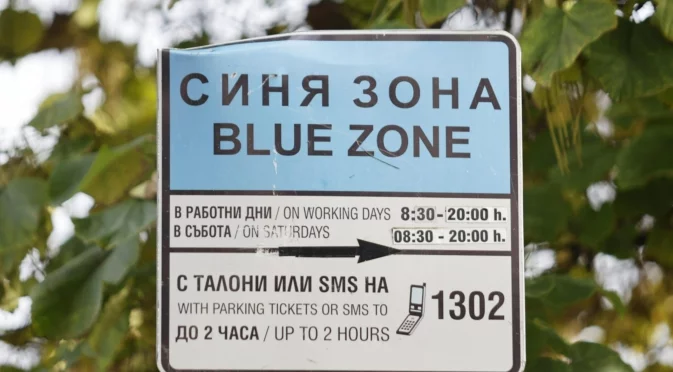 СИНЯ ЗОНА
BLUE ZONE
В РАБОТНИ ДНИ / ON WORKING DAYS 8:30 - 20:00 h.
В СЪБОТА / ON SATURDAYS 08:30 - 20:00 h.
С ТАЛОНИ ИЛИ SMS НА
WITH PARKING TICKETS OR SMS TO 1302
ДО 2 ЧАСА / UP TO 2 HOURS